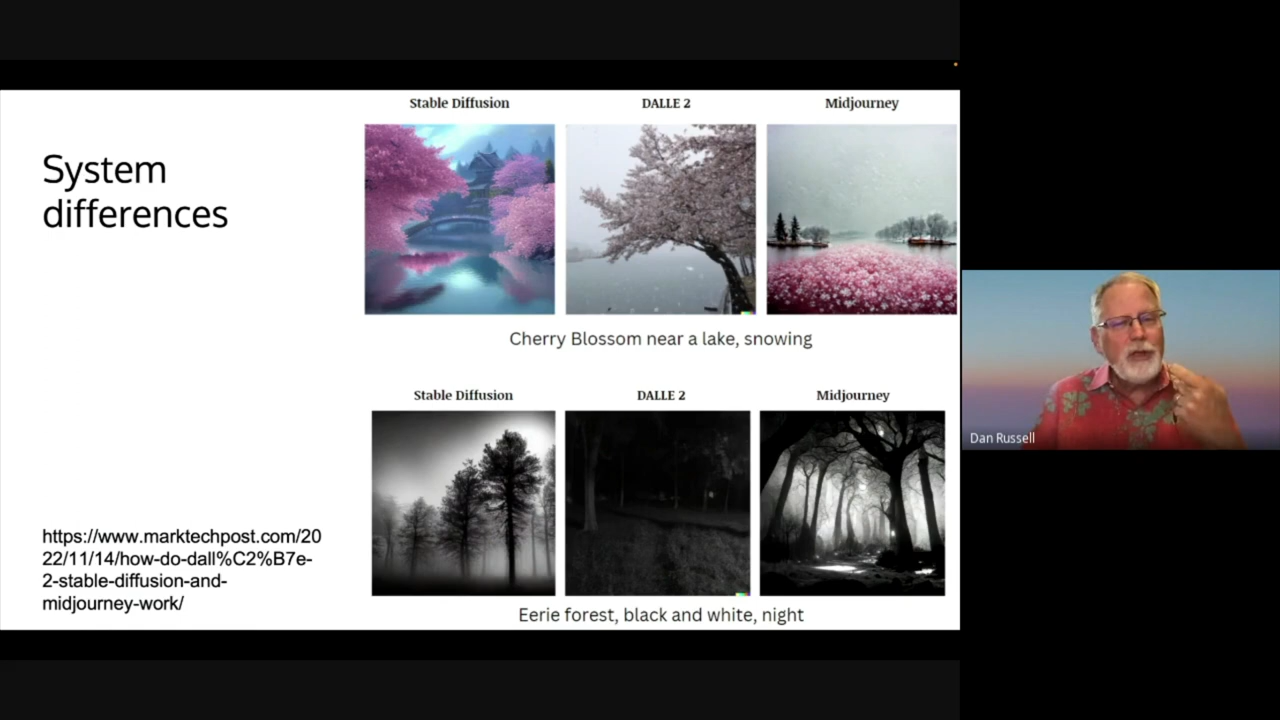 System
differences
Stable Diffusion
DALLE 2
Midjourney
Cherry Blossom near a lake, snowing
Stable Diffusion
DALLE 2
Midjourney
Eerie forest, black and white, night
https://www.marktechpost.com/20
22/11/14/how-do-dall%C2%B7e-
2-stable-diffusion-and-
midjourney-work/
Dan Russell